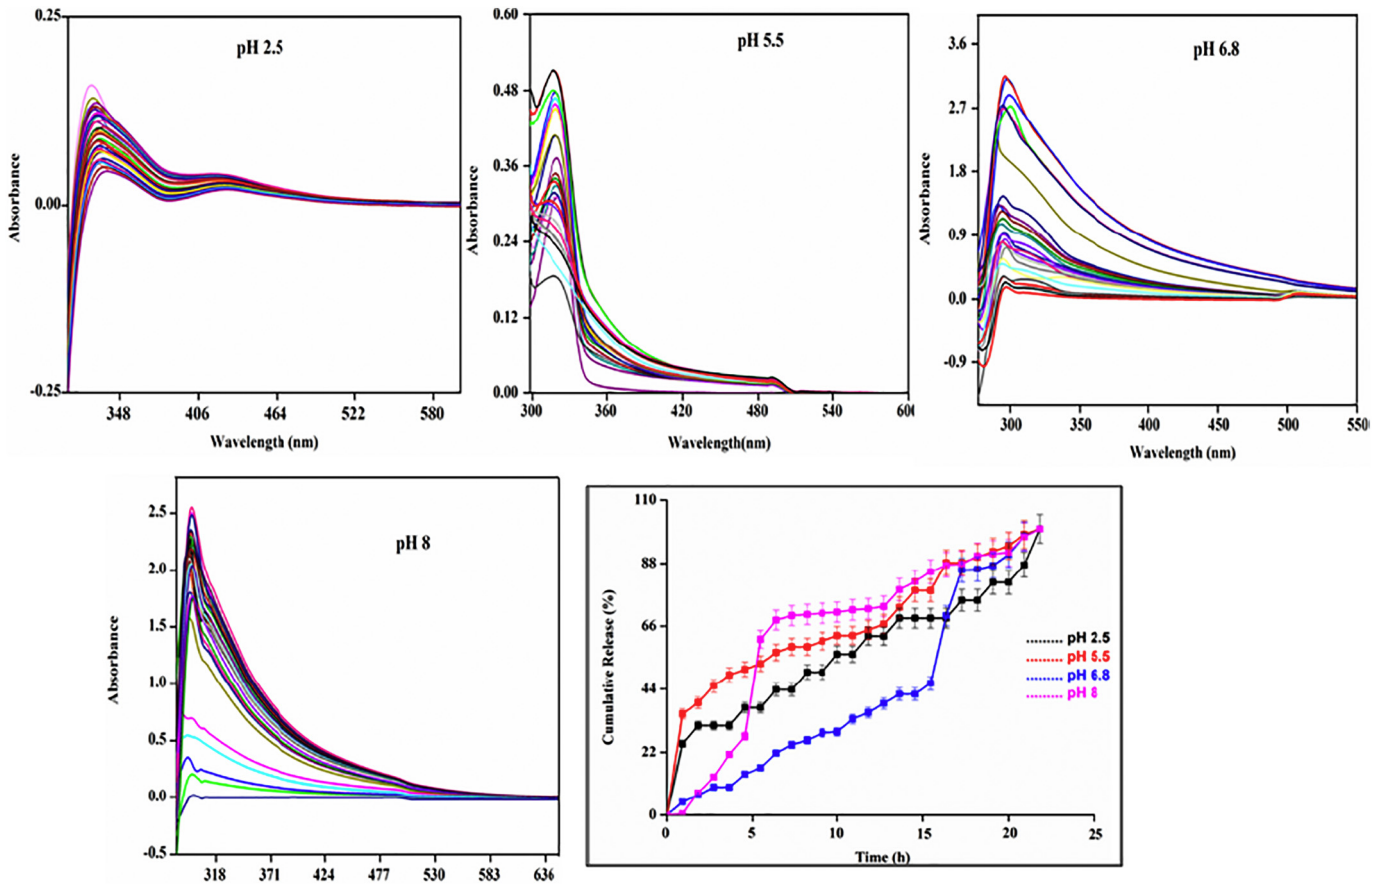 pH 2.5
0.25
0.00
-0.25
Absorbance
348 406 464 522 580
Wavelength (nm)
pH 5.5
0.60
0.48
0.36
0.24
0.12
0.00
Absorbance
300 360 420 480 540 60
Wavelength(nm)
pH 6.8
3.6
2.7
1.8
0.9
0.0
-0.9
Absorbance
300 350 400 450 500 550
Wavelength (nm)
pH 8
2.5
2.0
1.5
1.0
0.5
0.0
-0.5
Absorbance
318 371 424 477 530 583 636
110
88
66
44
22
0
Cumulative Release (%)
pH 2.5
pH 5.5
pH 6.8
pH 8
0 5 10 15 20 25
Time (h)